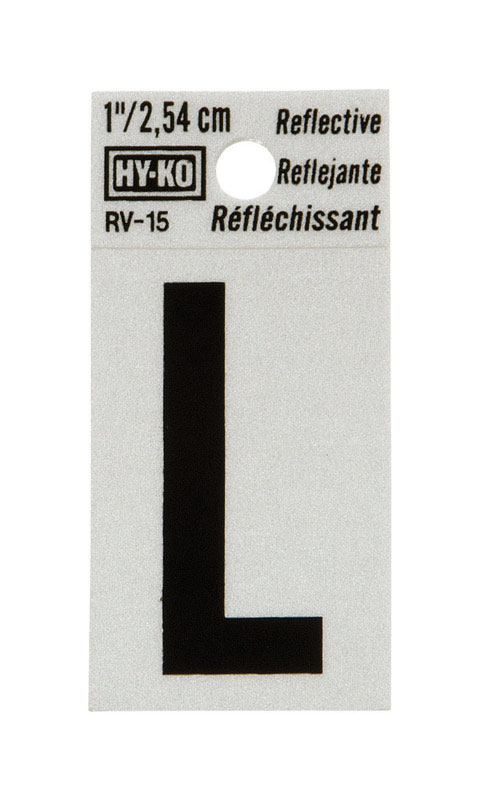 1"/2,54 cm Reflective
HY-KO Reflejante
RV-15 Réfléchissant
L